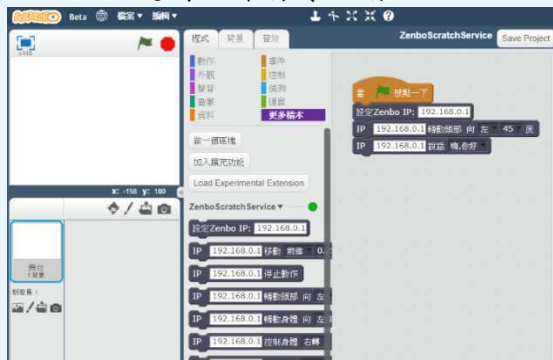 Beta 檔案▼ 編輯▼
程式 背景 音效
ZenboScratchService Save Project
動作 事件
外觀 控制
聲音 偵測
畫筆 運算
資料 更多積木
做一個區塊
加入擴充功能
Load Experimental Extension
ZenboScratchService▼
設定Zenbo IP: 192.168.0.1
IP 192.168.0.1 移動 前進 0.
IP 192.168.0.1 停止動作
IP 192.168.0.1 轉動頭部 向 左
IP 192.168.0.1 轉動身體 向 左
IP 192.168.0.1 控制身體 右轉
當 被點一下
設定Zenbo IP: 192.168.0.1
IP 192.168.0.1 轉動頭部 向 左 45 度
IP 192.168.0.1 說話 嗨,你好
x: -158 y: 180
舞台
1 背景